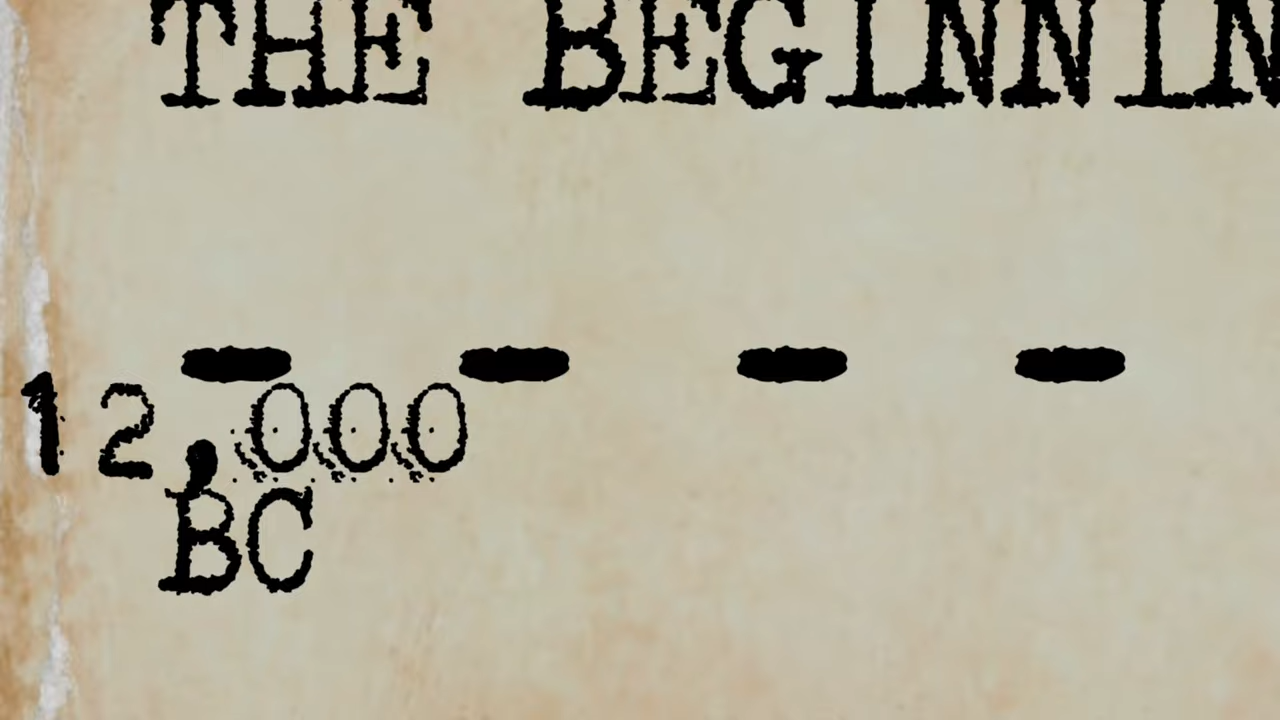 THE BEGINNIN
- - - -
12,000
BC